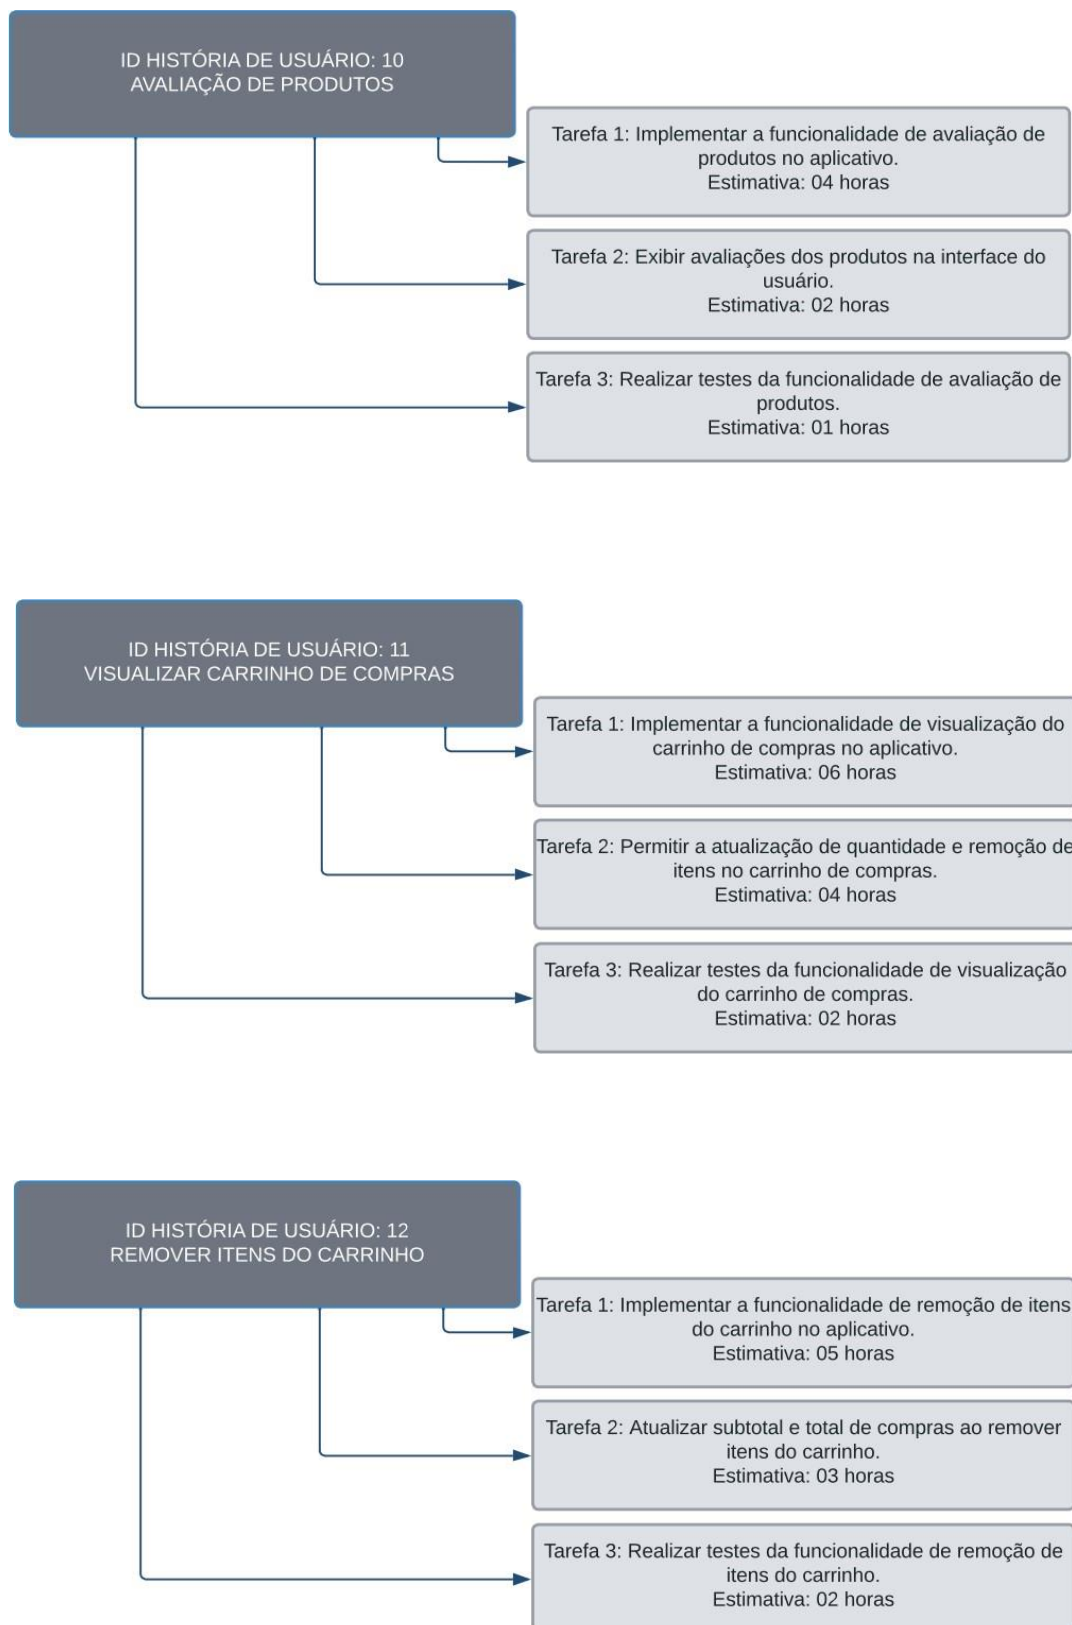 ID HISTÓRIA DE USUÁRIO: 10
AVALIAÇÃO DE PRODUTOS
Tarefa 1: Implementar a funcionalidade de avaliação de
produtos no aplicativo.
Estimativa: 04 horas
Tarefa 2: Exibir avaliações dos produtos na interface do
usuário.
Estimativa: 02 horas
Tarefa 3: Realizar testes da funcionalidade de avaliação de
produtos.
Estimativa: 01 horas
ID HISTÓRIA DE USUÁRIO: 11
VISUALIZAR CARRINHO DE COMPRAS
Tarefa 1: Implementar a funcionalidade de visualização do
carrinho de compras no aplicativo.
Estimativa: 06 horas
Tarefa 2: Permitir a atualização de quantidade e remoção de
itens no carrinho de compras.
Estimativa: 04 horas
Tarefa 3: Realizar testes da funcionalidade de visualização
do carrinho de compras.
Estimativa: 02 horas
ID HISTÓRIA DE USUÁRIO: 12
REMOVER ITENS DO CARRINHO
Tarefa 1: Implementar a funcionalidade de remoção de itens
do carrinho no aplicativo.
Estimativa: 05 horas
Tarefa 2: Atualizar subtotal e total de compras ao remover
itens do carrinho.
Estimativa: 03 horas
Tarefa 3: Realizar testes da funcionalidade de remoção de
itens do carrinho.
Estimativa: 02 horas